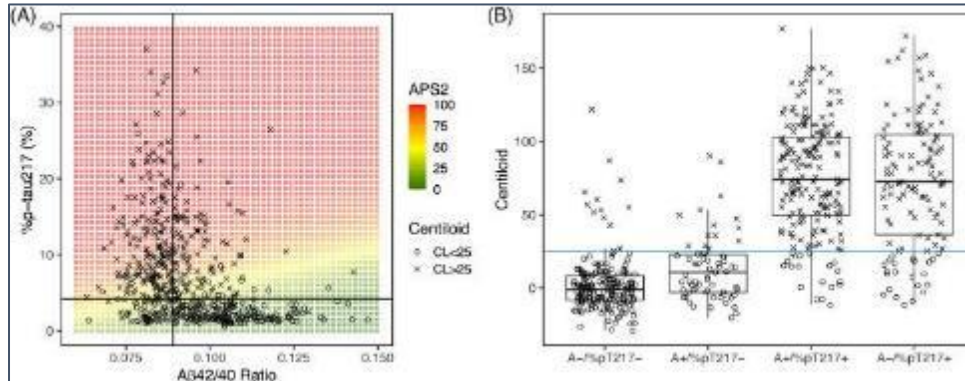 (A)
40
30
20
10
0
%p-tau217 (%)
0.075 0.100 0.125 0.150
Aβ42/40 Ratio
APS2
100
75
50
25
0
Centiloid
CL<25
CL>25
(B)
150
100
50
0
Centiloid
A-/%pT217- A+/%pT217- A+/%pT217+ A-/%pT217+